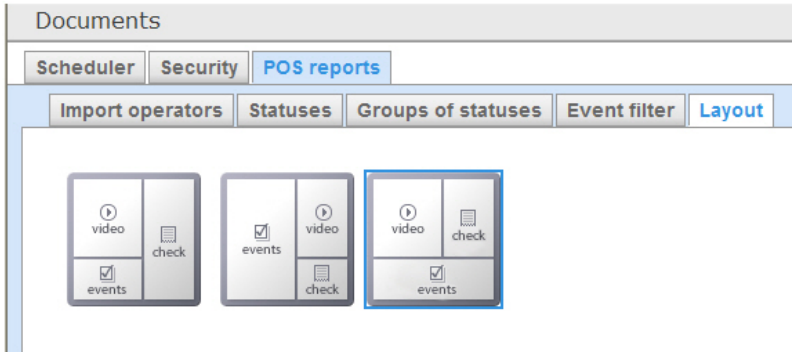 Documents
Scheduler Security POS reports
Import operators Statuses Groups of statuses Event filter Layout
video check events
events video check
video check events